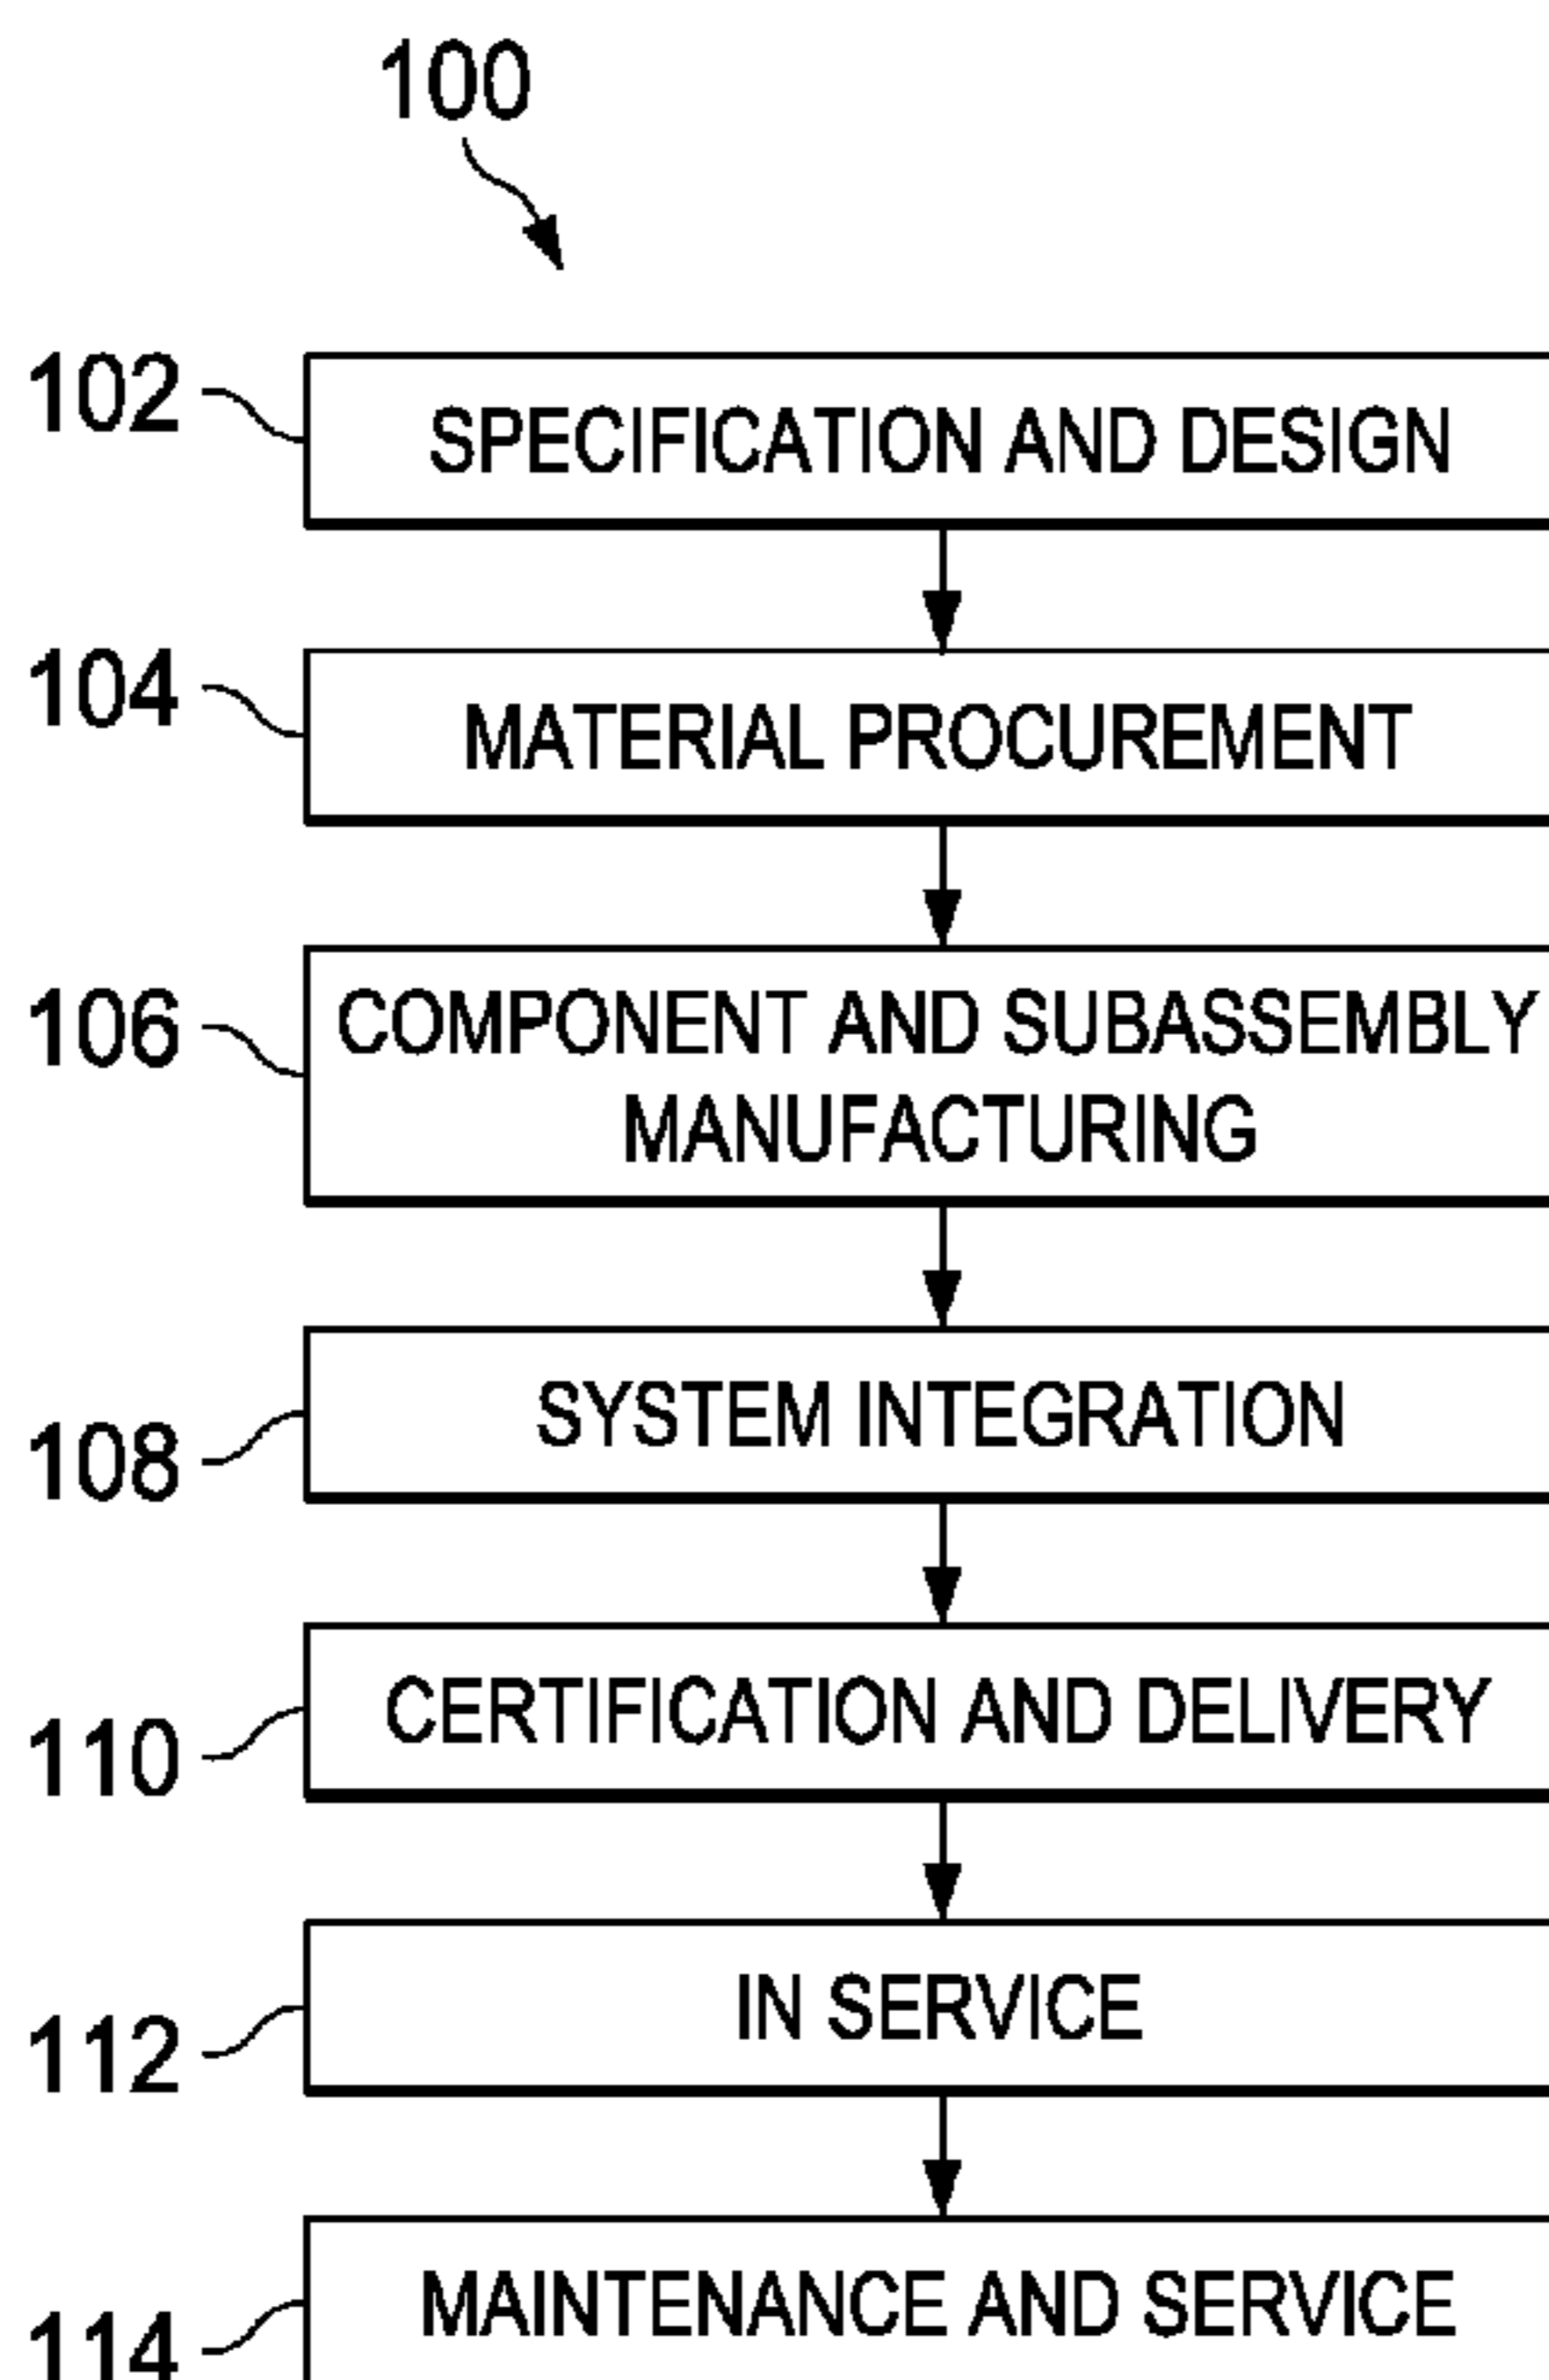 100
102
SPECIFICATION AND DESIGN
104
MATERIAL PROCUREMENT
106
COMPONENT AND SUBASSEMBLY
MANUFACTURING
108
SYSTEM INTEGRATION
110
CERTIFICATION AND DELIVERY
112
IN SERVICE
114
MAINTENANCE AND SERVICE